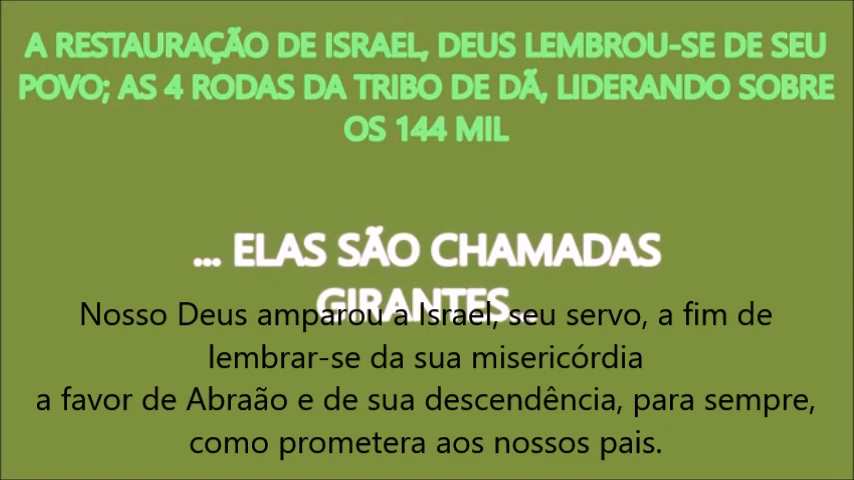 A RESTAURAÇÃO DE ISRAEL, DEUS LEMBROU-SE DE SEU
POVO; AS 4 RODAS DA TRIBO DE DÃ, LIDERANDO SOBRE
OS 144 MIL
... ELAS SÃO CHAMADAS
GIRANTES...
Nosso Deus amparou a Israel, seu servo, a fim de
lembrar-se da sua misericórdia
a favor de Abraão e de sua descendência, para sempre,
como prometera aos nossos pais.